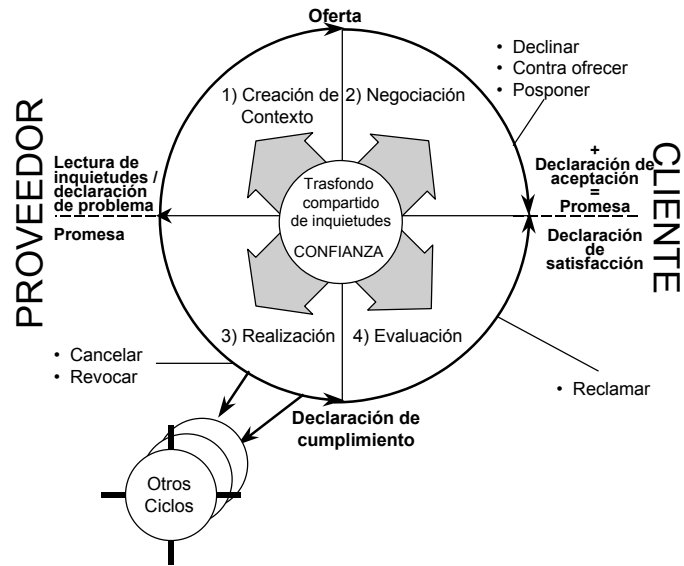 Oferta
• Declinar
• Contra ofrecer
• Posponer
1) Creación de
Contexto
2) Negociación
PROVEEDOR
Lectura de
inquietudes /
declaración
de problema
Promesa
Trasfondo
compartido
de inquietudes
CONFIANZA
+
Declaración de
aceptación
=
Promesa
Declaración
de
satisfacción
CLIENTE
3) Realización
4) Evaluación
• Cancelar
• Revocar
• Reclamar
Declaración de
cumplimiento
Otros
Ciclos